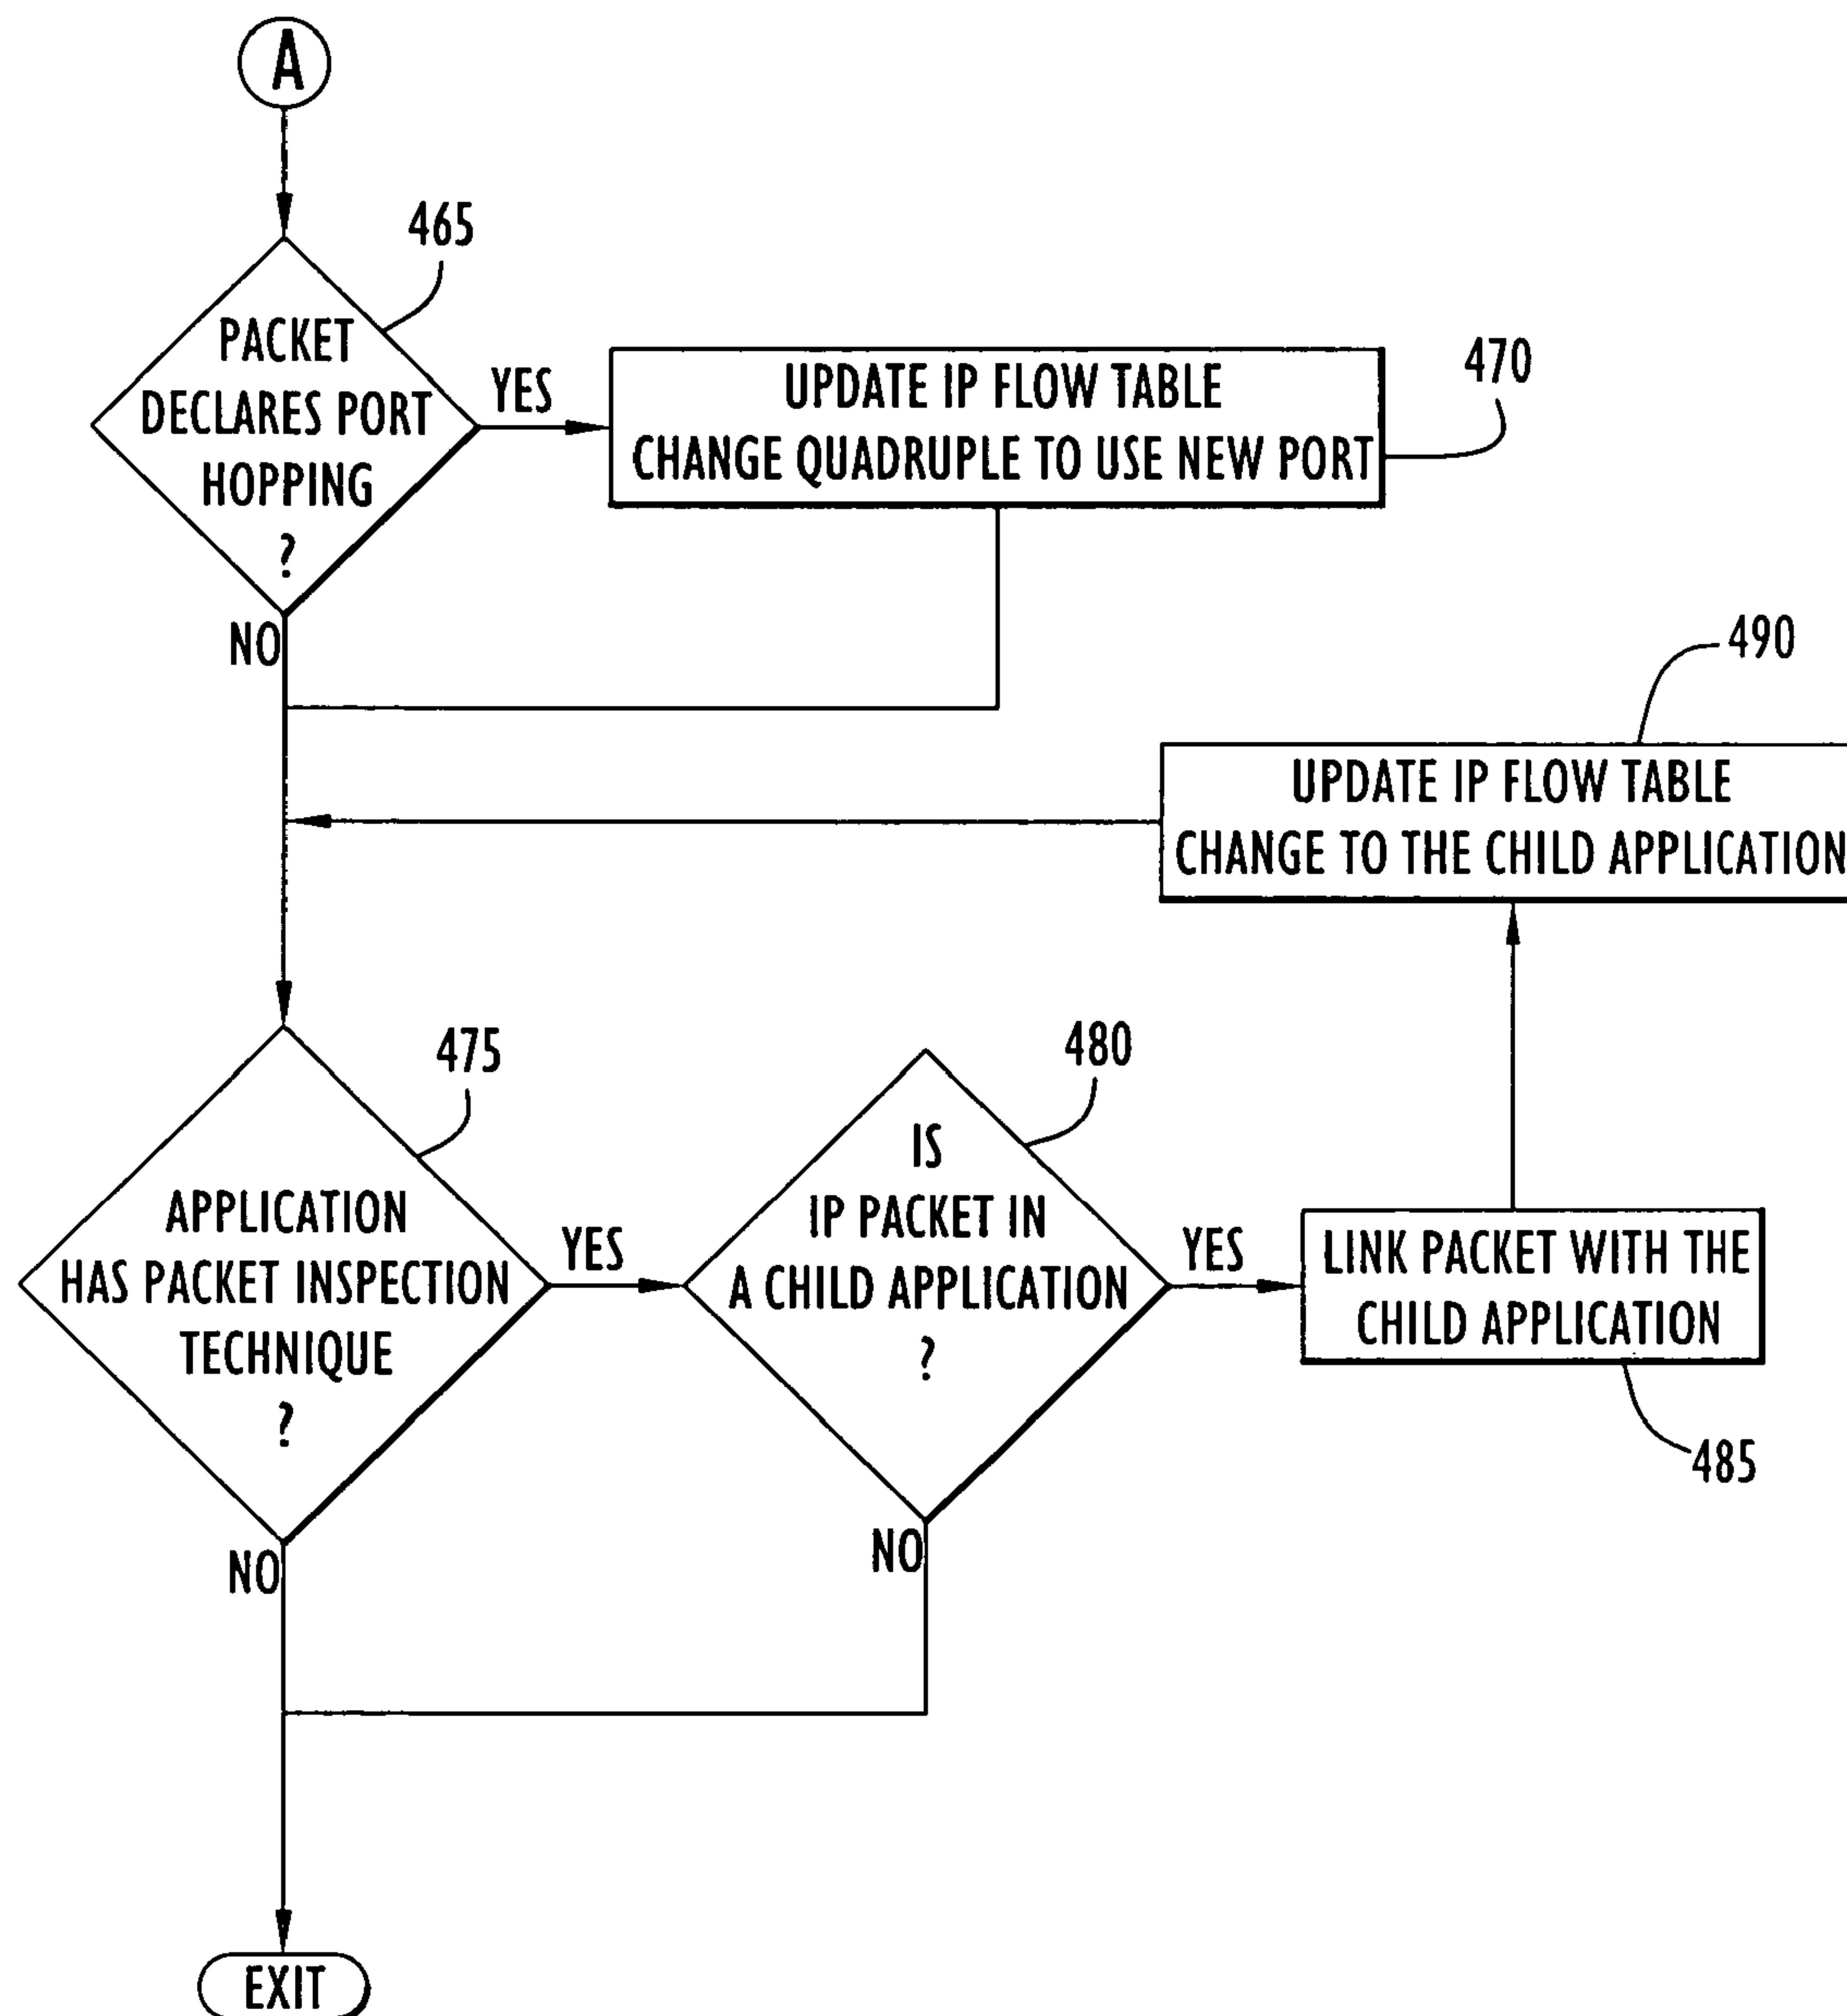 A
465
PACKET
DECLARES PORT
HOPPING
?
YES
NO
UPDATE IP FLOW TABLE
CHANGE QUADRUPLE TO USE NEW PORT
470
490
UPDATE IP FLOW TABLE
CHANGE TO THE CHILD APPLICATION
475
APPLICATION
HAS PACKET INSPECTION
TECHNIQUE
?
YES
NO
480
IS
IP PACKET IN
A CHILD APPLICATION
?
YES
NO
LINK PACKET WITH THE
CHILD APPLICATION
485
EXIT